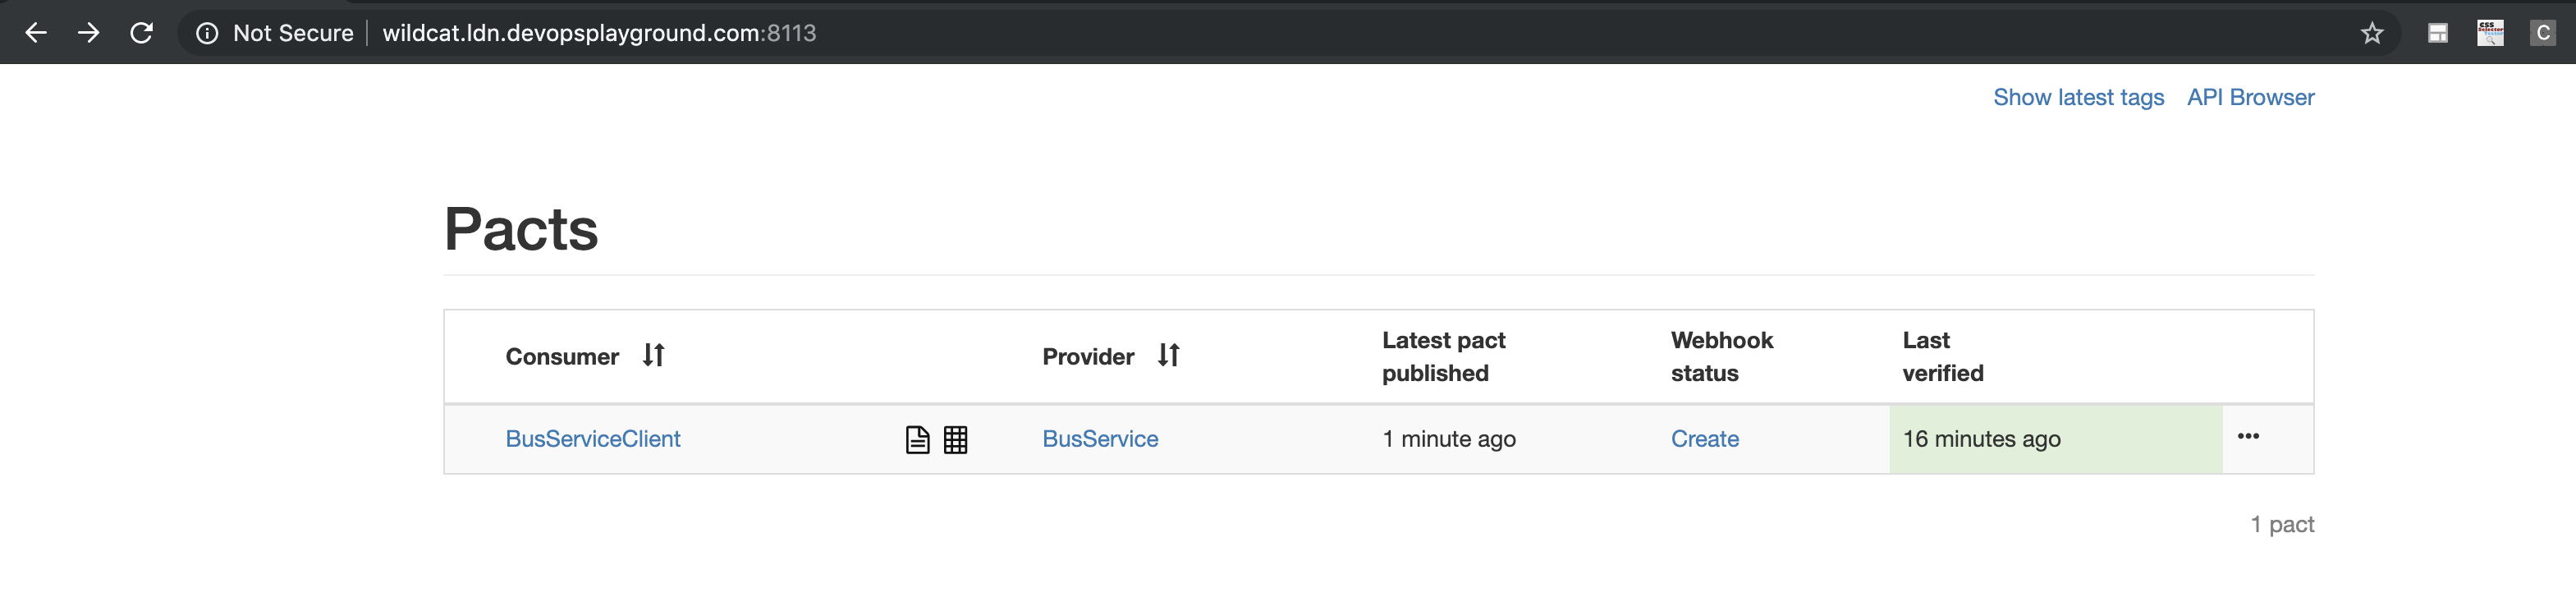 Not Secure | wildcat.ldn.devopsplayground.com:8113
C
Show latest tags API Browser
Pacts
Consumer Provider Latest pact published Webhook status Last verified
BusServiceClient BusService 1 minute ago Create 16 minutes ago
1 pact